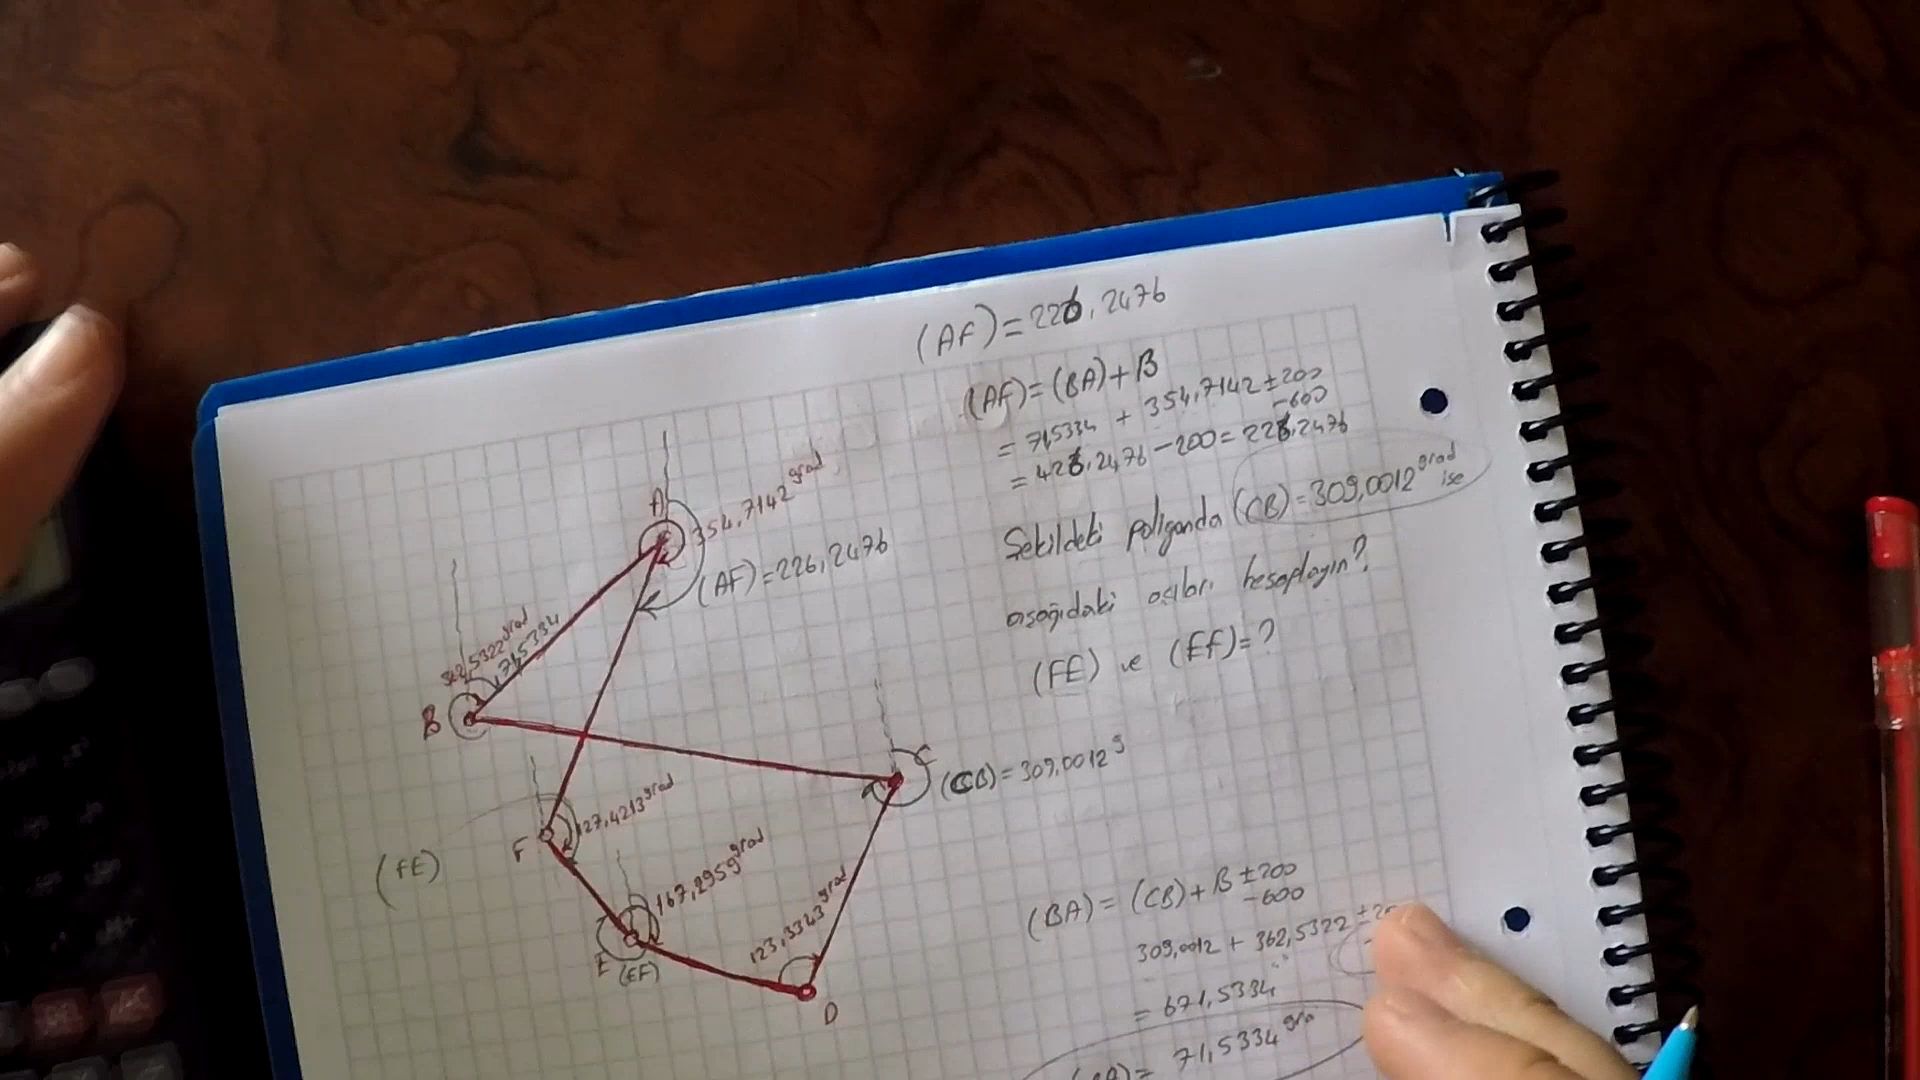 (AF)=226,2476
(AF)=(BA)+B
= 71,5334 + 354,7142 ±200
-600
= 426,2476 - 200 = 226,2476
Şekildeki poligonda (CB)=309,0012 grad ise
aşağıdaki açıları hesaplayın?
(FE) ve (EF)=?
A
354,7142 grad
(AF)=226,2476
362,5322 grad
71,5334
B
C
(CB)=309,0012 g
127,4213 grad
F
(FE)
167,2959 grad
E
(EF)
123,3343 grad
D
(BA)= (CB)+B ±200
-600
309,0012 + 362,5322
= 671,5334
71,5334